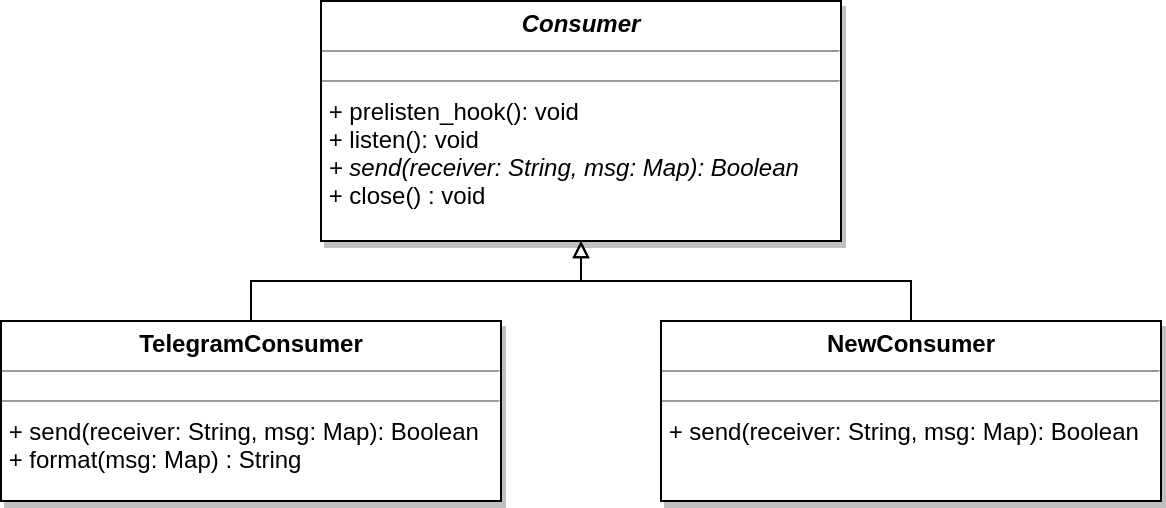 Consumer
+ prelisten_hook(): void
+ listen(): void
+ send(receiver: String, msg: Map): Boolean
+ close() : void
TelegramConsumer
+ send(receiver: String, msg: Map): Boolean
+ format(msg: Map) : String
NewConsumer
+ send(receiver: String, msg: Map): Boolean